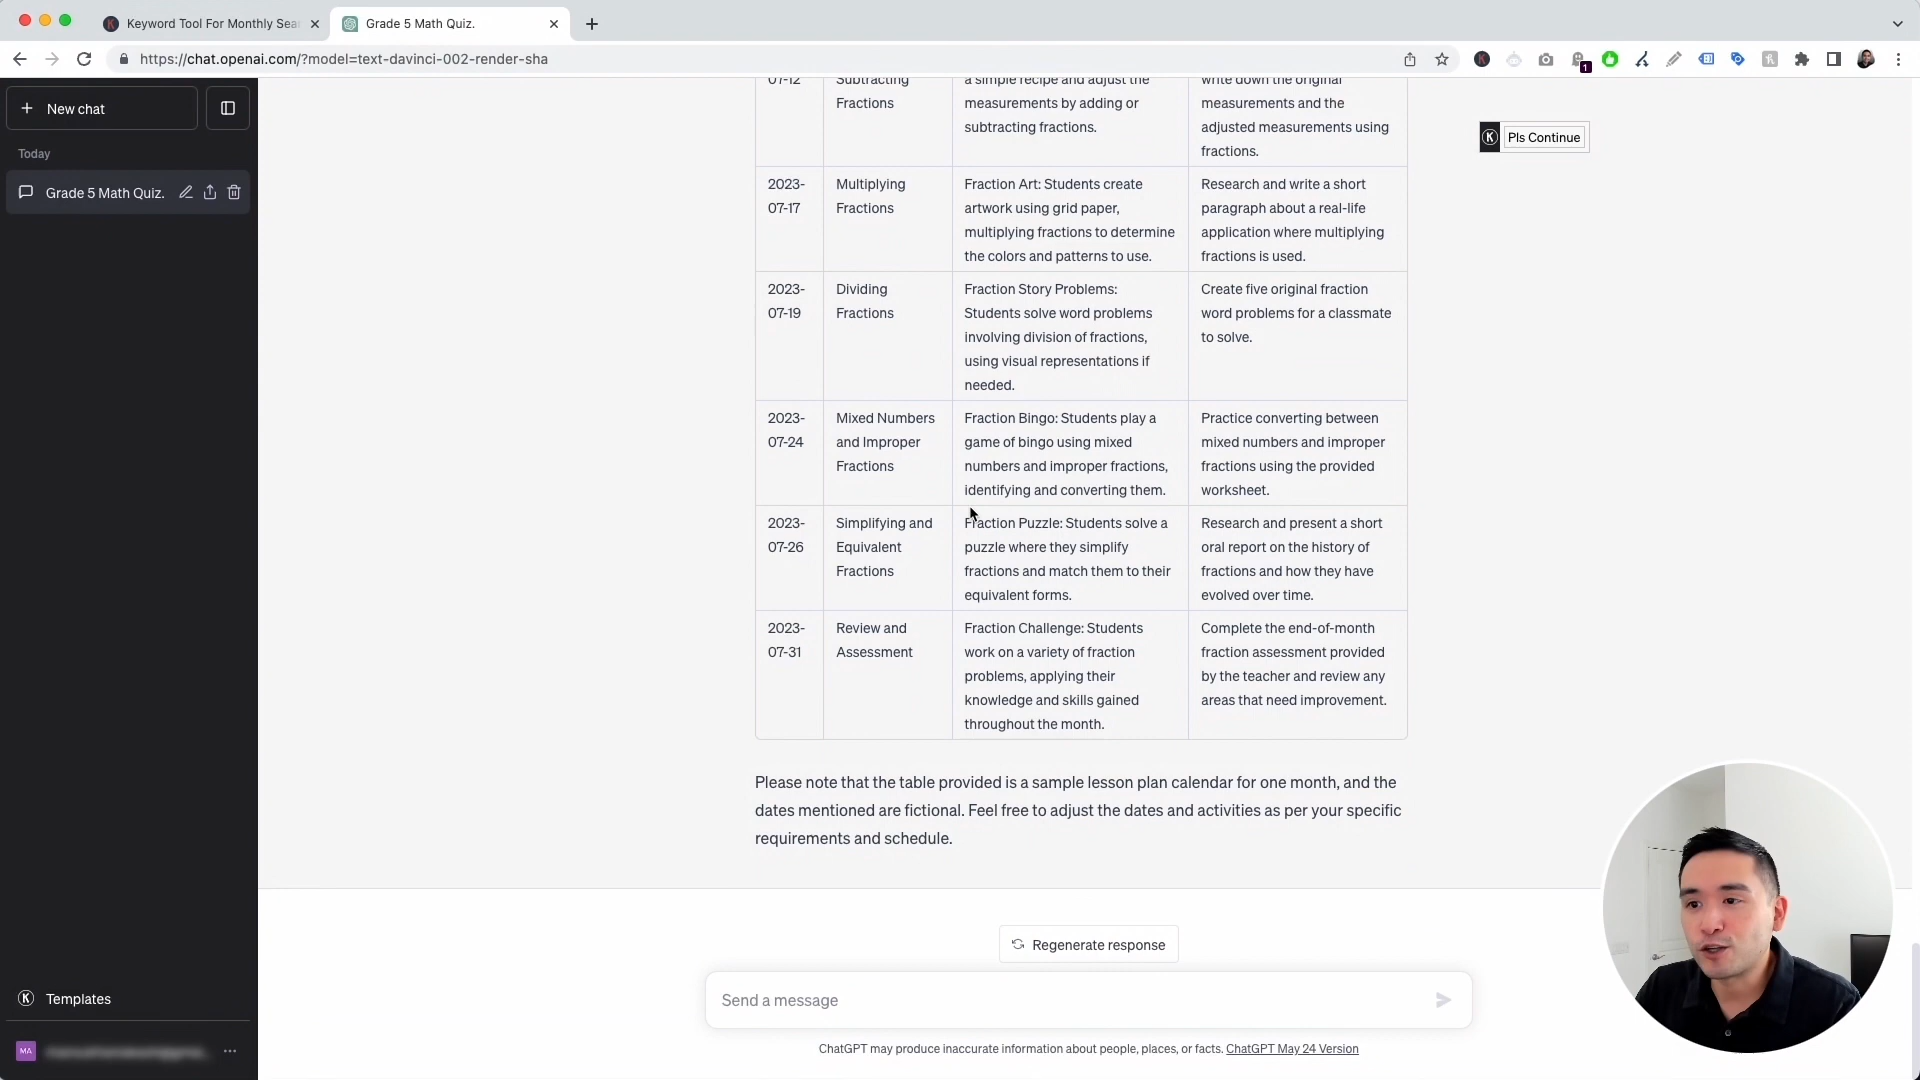 Keyword Tool For Monthly Sea
Grade 5 Math Quiz.
https://chat.openai.com/?model=text-davinci-002-render-sha
1
New chat
Today
Grade 5 Math Quiz.
Templates
MA
K Pls Continue
07-12
Subtracting
Fractions
a simple recipe and adjust the
measurements by adding or
subtracting fractions.
write down the original
measurements and the
adjusted measurements using
fractions.
2023-
07-17
Multiplying
Fractions
Fraction Art: Students create
artwork using grid paper,
multiplying fractions to determine
the colors and patterns to use.
Research and write a short
paragraph about a real-life
application where multiplying
fractions is used.
2023-
07-19
Dividing
Fractions
Fraction Story Problems:
Students solve word problems
involving division of fractions,
using visual representations if
needed.
Create five original fraction
word problems for a classmate
to solve.
2023-
07-24
Mixed Numbers
and Improper
Fractions
Fraction Bingo: Students play a
game of bingo using mixed
numbers and improper fractions,
identifying and converting them.
Practice converting between
mixed numbers and improper
fractions using the provided
worksheet.
2023-
07-26
Simplifying and
Equivalent
Fractions
Fraction Puzzle: Students solve a
puzzle where they simplify
fractions and match them to their
equivalent forms.
Research and present a short
oral report on the history of
fractions and how they have
evolved over time.
2023-
07-31
Review and
Assessment
Fraction Challenge: Students
work on a variety of fraction
problems, applying their
knowledge and skills gained
throughout the month.
Complete the end-of-month
fraction assessment provided
by the teacher and review any
areas that need improvement.
Please note that the table provided is a sample lesson plan calendar for one month, and the
dates mentioned are fictional. Feel free to adjust the dates and activities as per your specific
requirements and schedule.
Regenerate response
Send a message
ChatGPT may produce inaccurate information about people, places, or facts. ChatGPT May 24 Version